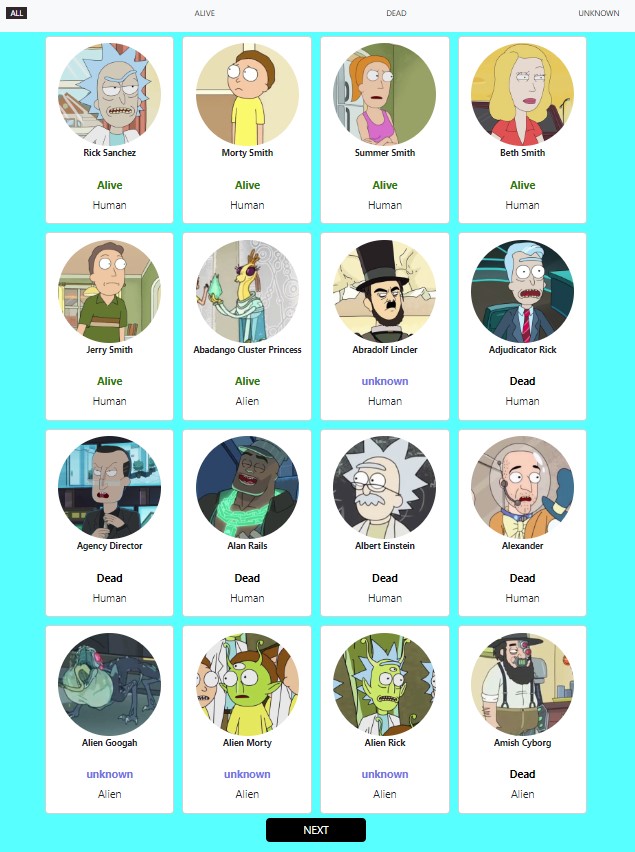 ALL ALIVE DEAD UNKNOWN
Rick Sanchez
Alive
Human
Morty Smith
Alive
Human
Summer Smith
Alive
Human
Beth Smith
Alive
Human
Jerry Smith
Alive
Human
Abadango Cluster Princess
Alive
Alien
Abradolf Lincler
unknown
Human
Adjudicator Rick
Dead
Human
Agency Director
Dead
Human
Alan Rails
Dead
Human
Albert Einstein
Dead
Human
Alexander
Dead
Human
Alien Googah
unknown
Alien
Alien Morty
unknown
Alien
Alien Rick
unknown
Alien
Amish Cyborg
Dead
Alien
NEXT